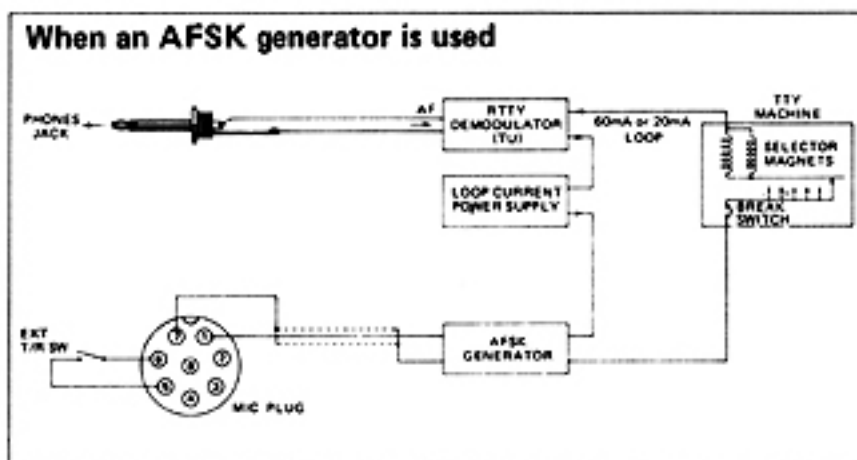 When an AFSK generator is used
PHONES
JACK
AF
RTTY
DEMODULATOR
(TU)
60mA or 20mA
LOOP
TTY
MACHINE
SELECTOR
MAGNETS
BREAK
SWITCH
LOOP CURRENT
POWER SUPPLY
AFSK
GENERATOR
EXT
T/R SW
7
1
6
8
5
3
4
MIC PLUG